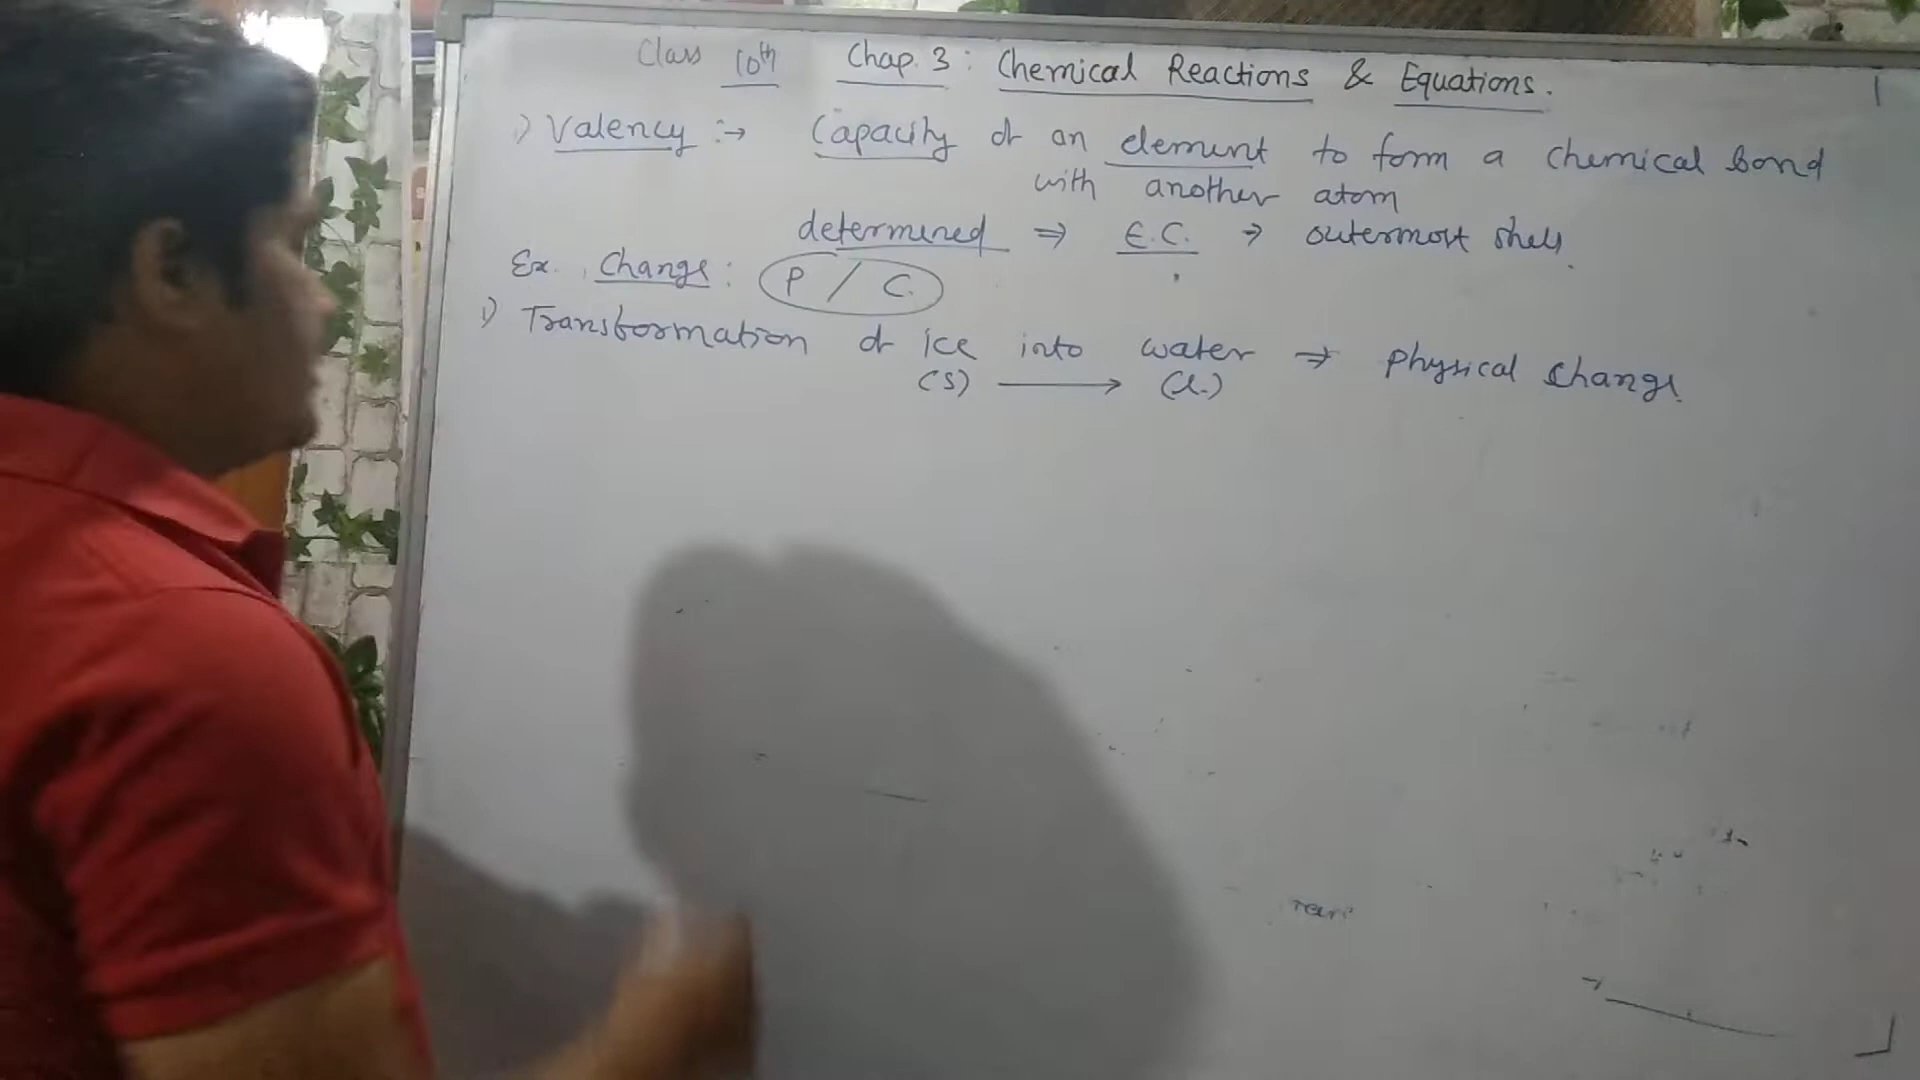 Class 10th Chap. 3 : Chemical Reactions & Equations.
1) Valency :→ Capacity of an element to form a chemical bond
with another atom
determined ⇒ E.C. → outermost shell.
Ex. Change : P / C.
1) Transformation of ice into water ⇒ Physical Change.
(s) ⟶ (l.)